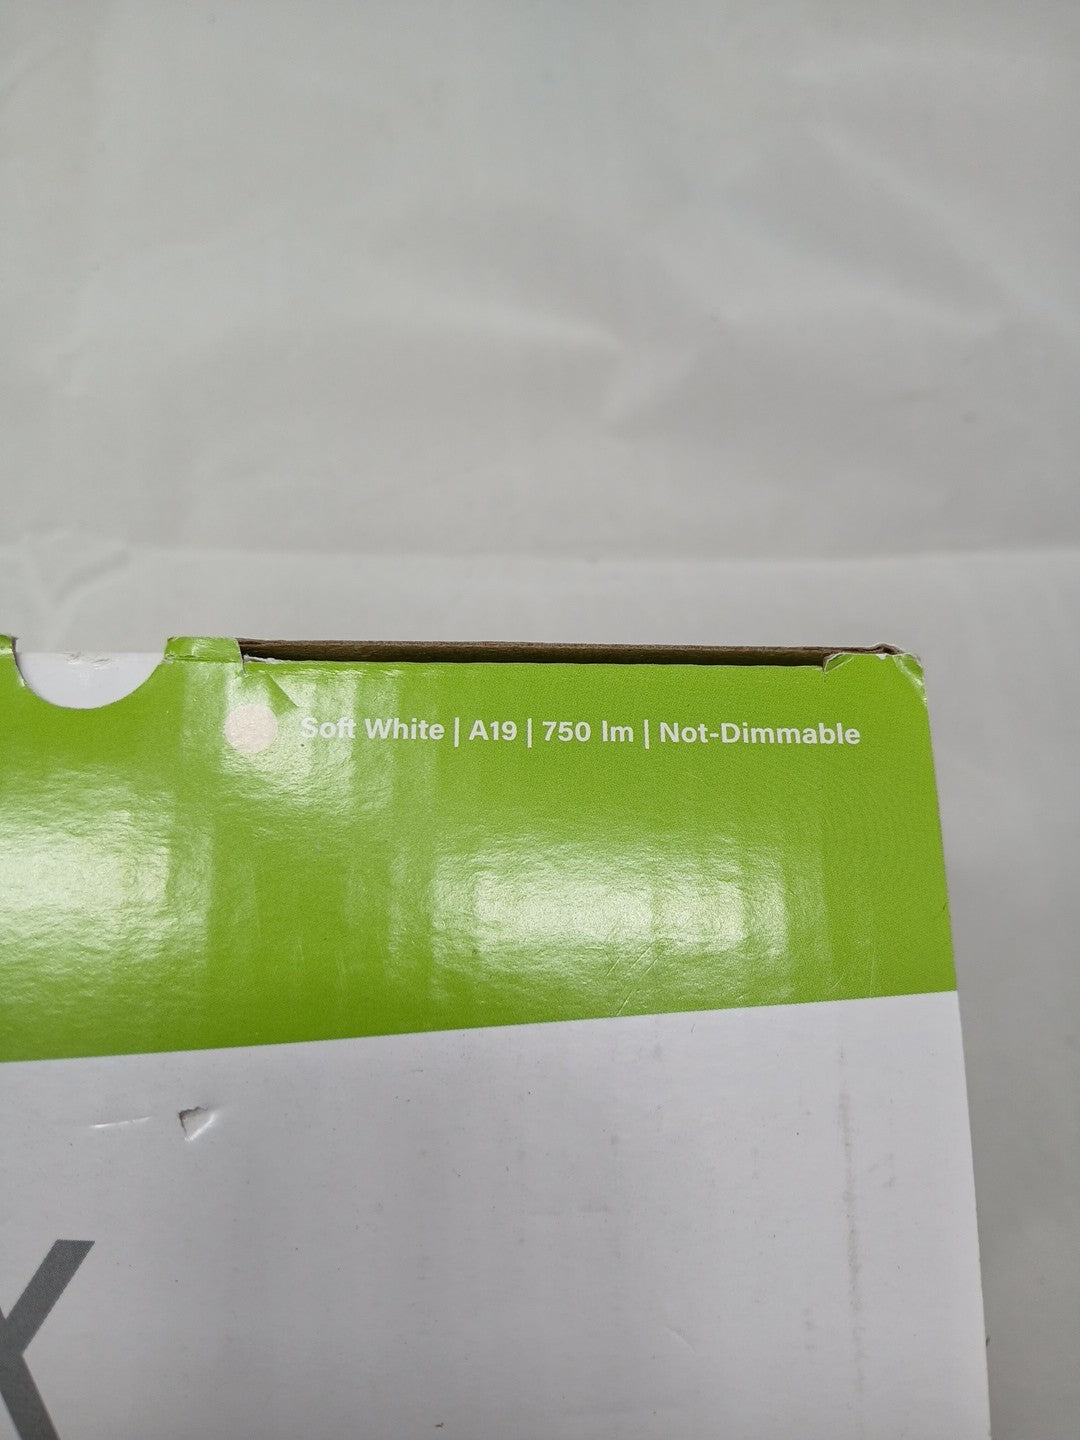 Soft White | A19 | 750 lm | Not-Dimmable